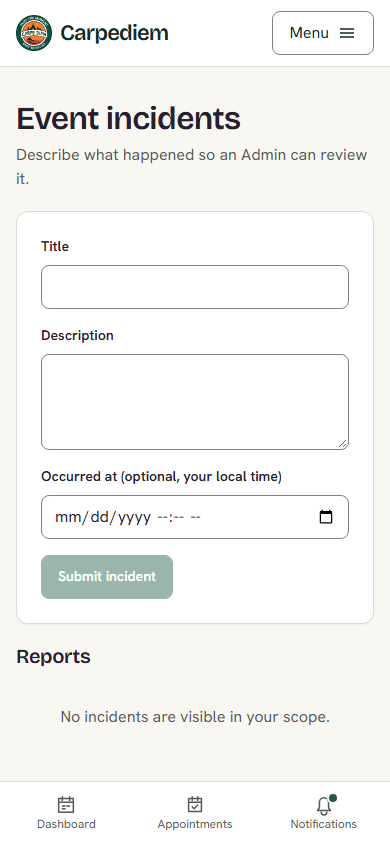 Carpediem
Menu
Event incidents
Describe what happened so an Admin can review
it.
Title
Description
Occurred at (optional, your local time)
mm/dd/yyyy --:-- --
Submit incident
Reports
No incidents are visible in your scope.
Dashboard
Appointments
Notifications